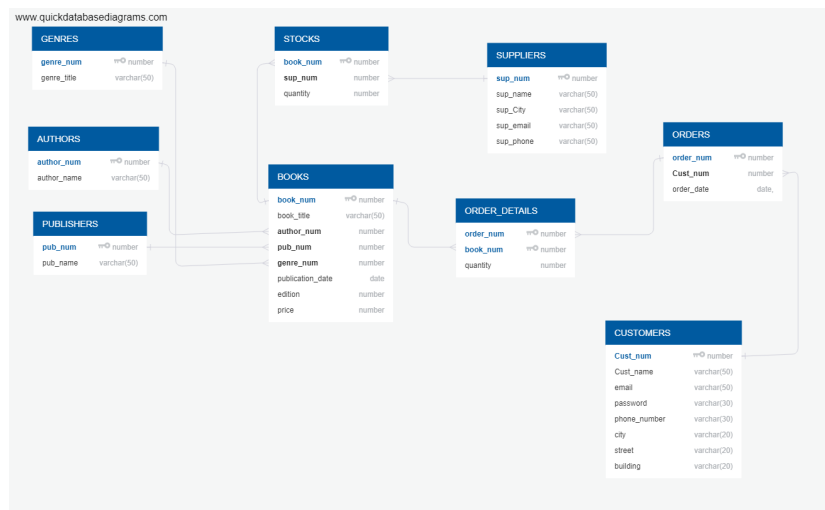 www.quickdatabasediagrams.com
GENRES
genre_num number
genre_title varchar(50)
STOCKS
book_num number
sup_num number
quantity number
SUPPLIERS
sup_num number
sup_name varchar(50)
sup_City varchar(50)
sup_email varchar(50)
sup_phone varchar(50)
AUTHORS
author_num number
author_name varchar(50)
ORDERS
order_num number
Cust_num number
order_date date,
BOOKS
book_num number
book_title varchar(50)
author_num number
pub_num number
genre_num number
publication_date date
edition number
price number
PUBLISHERS
pub_num number
pub_name varchar(50)
ORDER_DETAILS
order_num number
book_num number
quantity number
CUSTOMERS
Cust_num number
Cust_name varchar(50)
email varchar(50)
password varchar(30)
phone_number varchar(30)
city varchar(20)
street varchar(20)
building varchar(20)